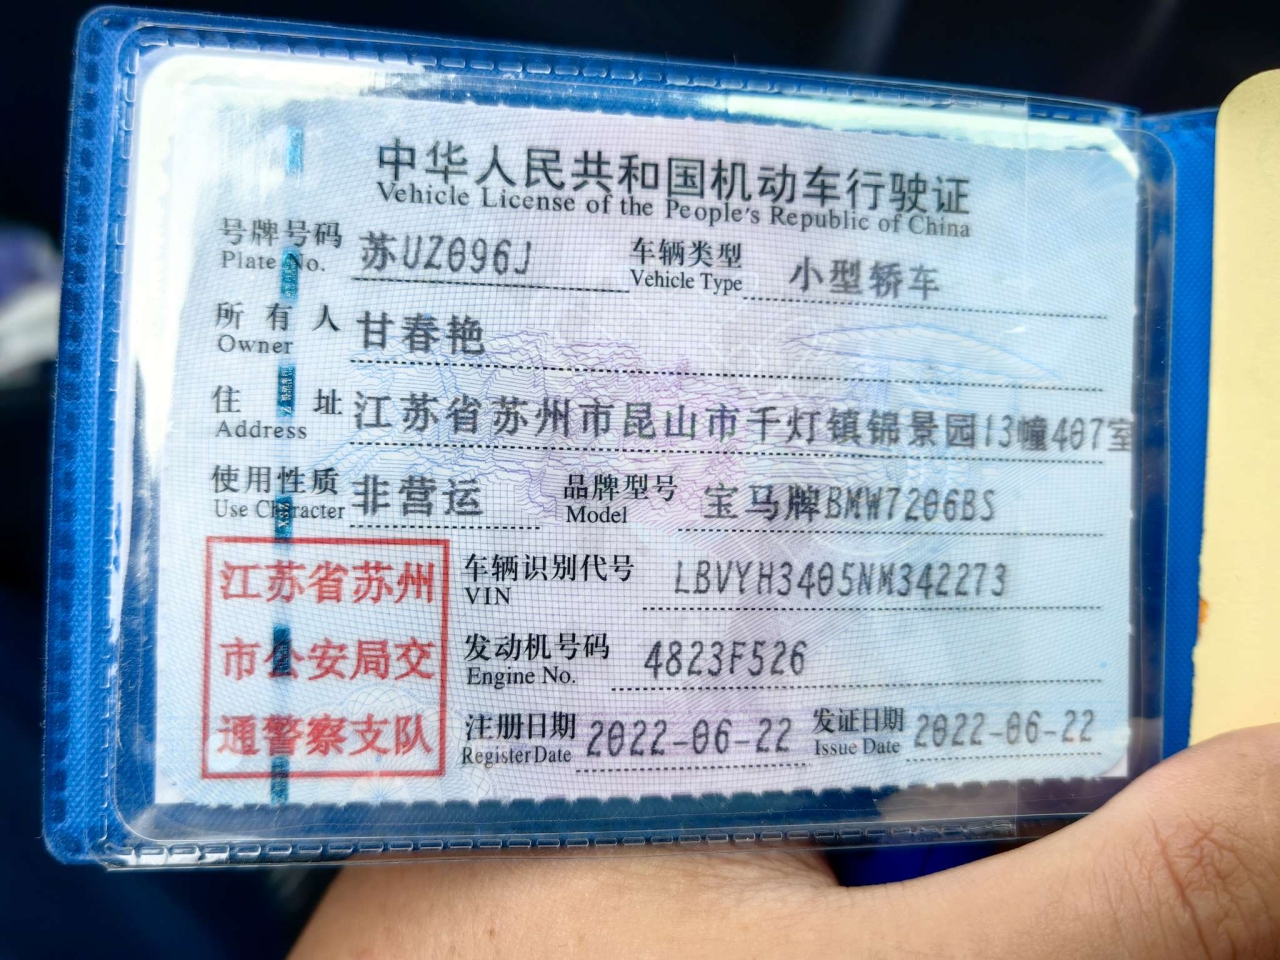 中华人民共和国机动车行驶证
Vehicle License of the People's Republic of China
号牌号码 苏UZ096J 车辆类型 小型轿车
Plate No. Vehicle Type
所有人 甘春艳
Owner
住址 江苏省苏州市昆山市千灯镇锦景园13幢407室
Address
使用性质 非营运 品牌型号 宝马牌BMW7206BS
Use Character Model
江苏省苏州
市公安局交
通警察支队
车辆识别代号 LBVYH3405NM342273
VIN
发动机号码 4823F526
Engine No.
注册日期 2022-06-22 发证日期 2022-06-22
Register Date Issue Date